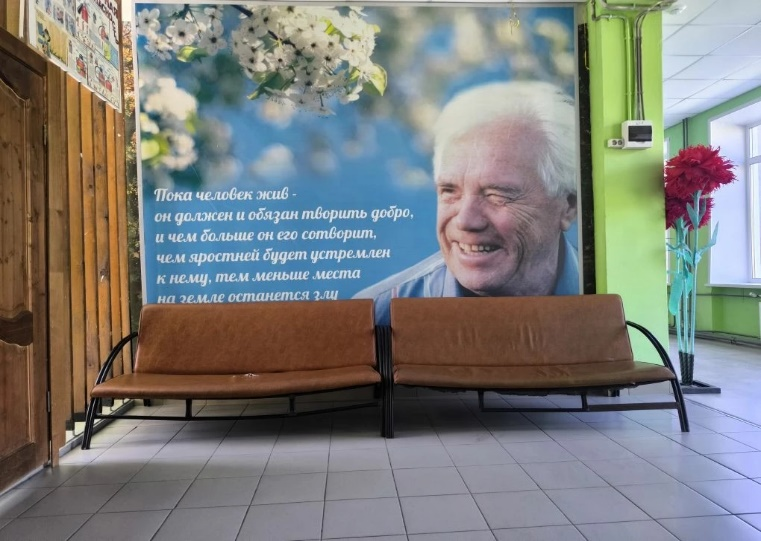 Пока человек жив -
он должен и обязан творить добро,
и чем больше он его сотворит,
чем яростней будет устремлен
к нему, тем меньше места
на земле останется злу